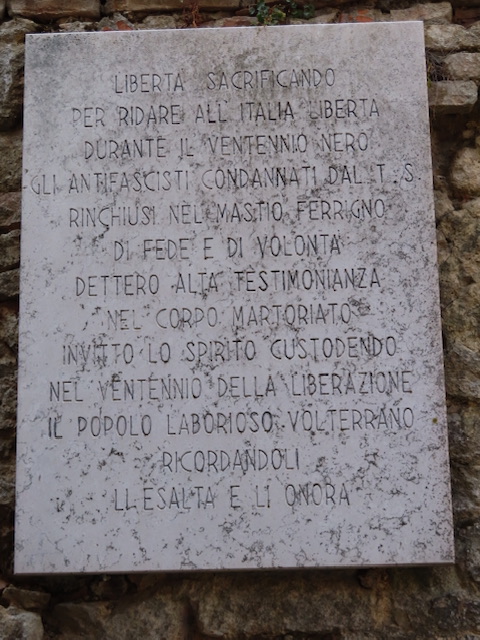 LIBERTA SACRIFICANDO
PER RIDARE ALL'ITALIA LIBERTA
DURANTE IL VENTENNIO NERO
GLI ANTIFASCISTI CONDANNATI DAL T.S.
RINCHIUSI NEL MASTIO FERRIGNO
DI FEDE E DI VOLONTA
DETTERO ALTA TESTIMONIANZA
NEL CORPO MARTORIATO
INVITTO LO SPIRITO CUSTODENDO
NEL VENTENNIO DELLA LIBERAZIONE
IL POPOLO LABORIOSO VOLTERRANO
RICORDANDOLI
LI ESALTA E LI ONORA